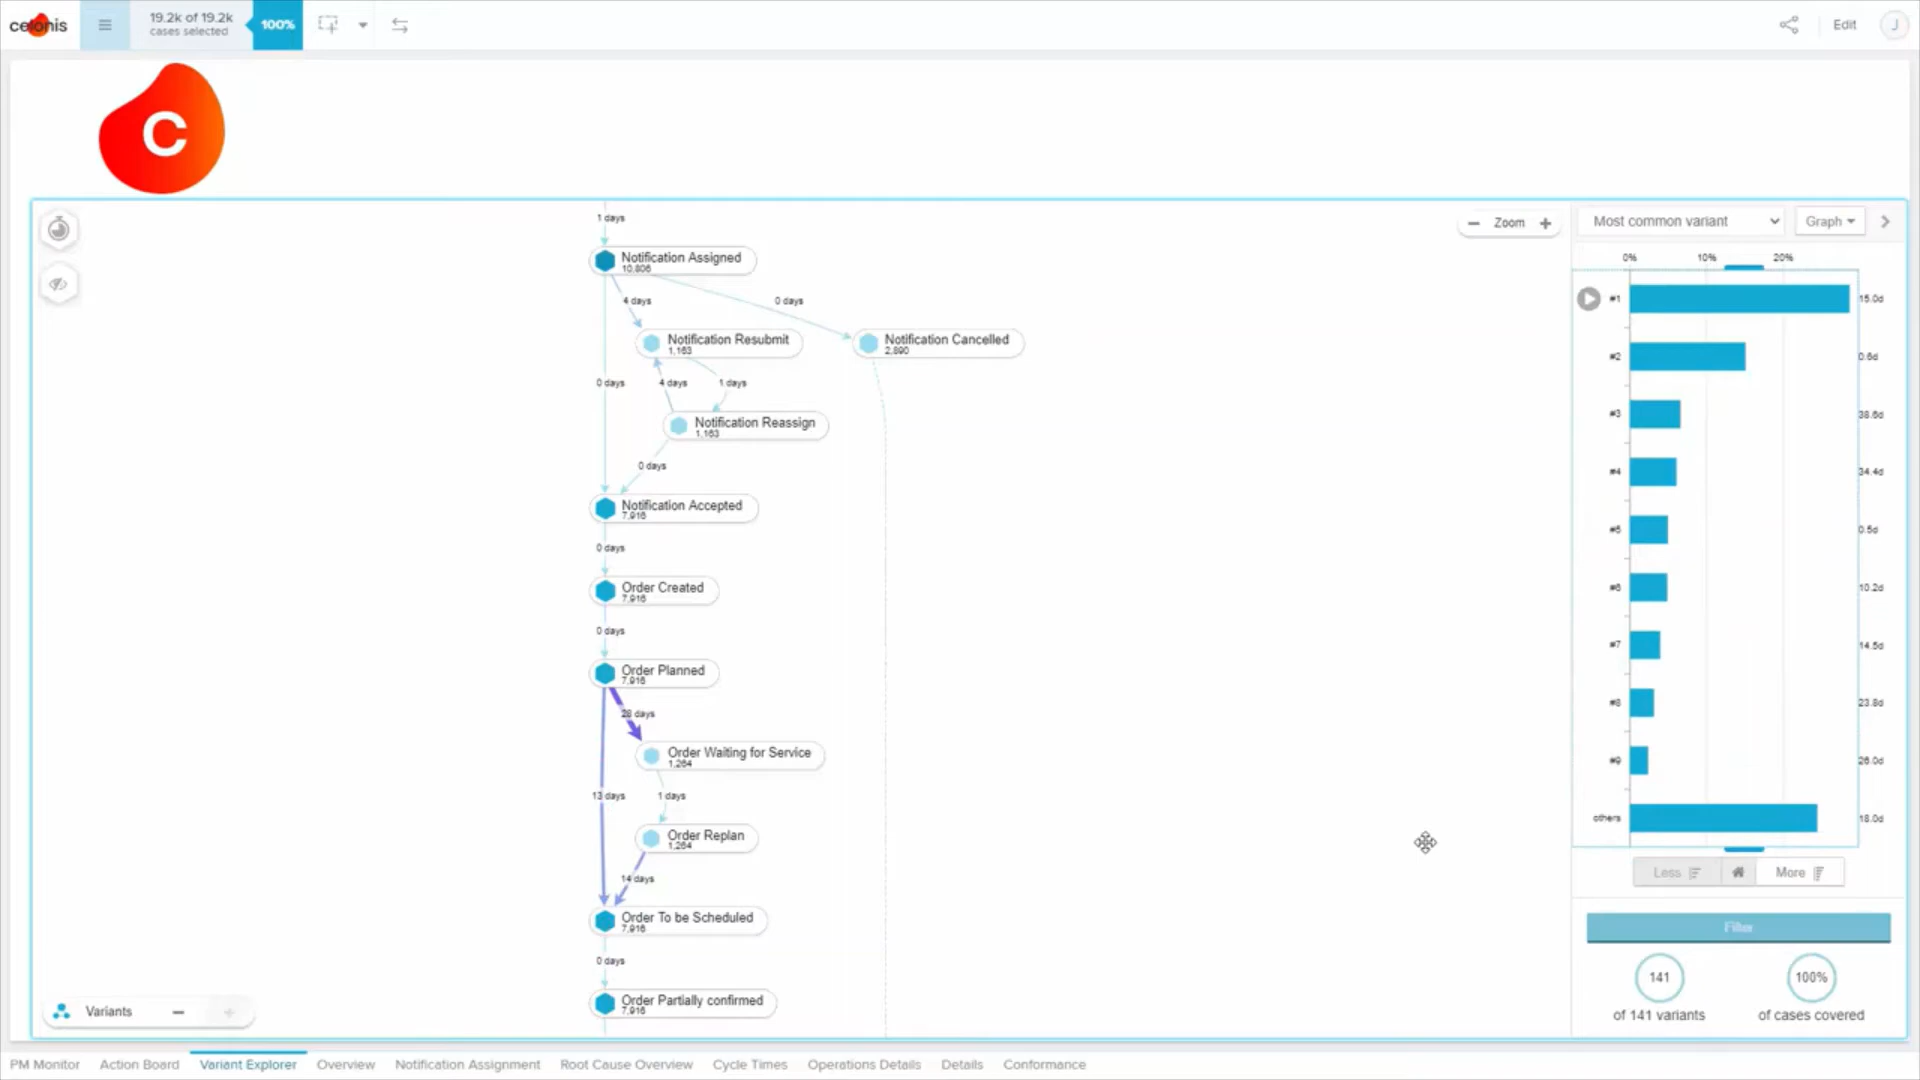 celonis
19.2k of 19.2k
cases selected
100%
Edit
J
C
1 days
Zoom
Most common variant
Graph
Notification Assigned
10,806
0% 10% 20%
4 days
0 days
#1 15.0d
Notification Resubmit
1,163
Notification Cancelled
2,890
#2 0.6d
0 days
4 days
1 days
Notification Reassign
1,163
#3 38.6d
0 days
#4 34.4d
Notification Accepted
7,916
#5 0.5d
0 days
Order Created
7,916
#6 10.2d
0 days
#7 14.5d
Order Planned
7,916
28 days
#8 23.8d
Order Waiting for Service
1,264
#9 26.0d
13 days
1 days
others 18.0d
Order Replan
1,264
14 days
Less
More
Order To be Scheduled
7,916
Filter
0 days
141
100%
Order Partially confirmed
7,916
Variants
of 141 variants
of cases covered
PM Monitor Action Board Variant Explorer Overview Notification Assignment Root Cause Overview Cycle Times Operations Details Details Conformance